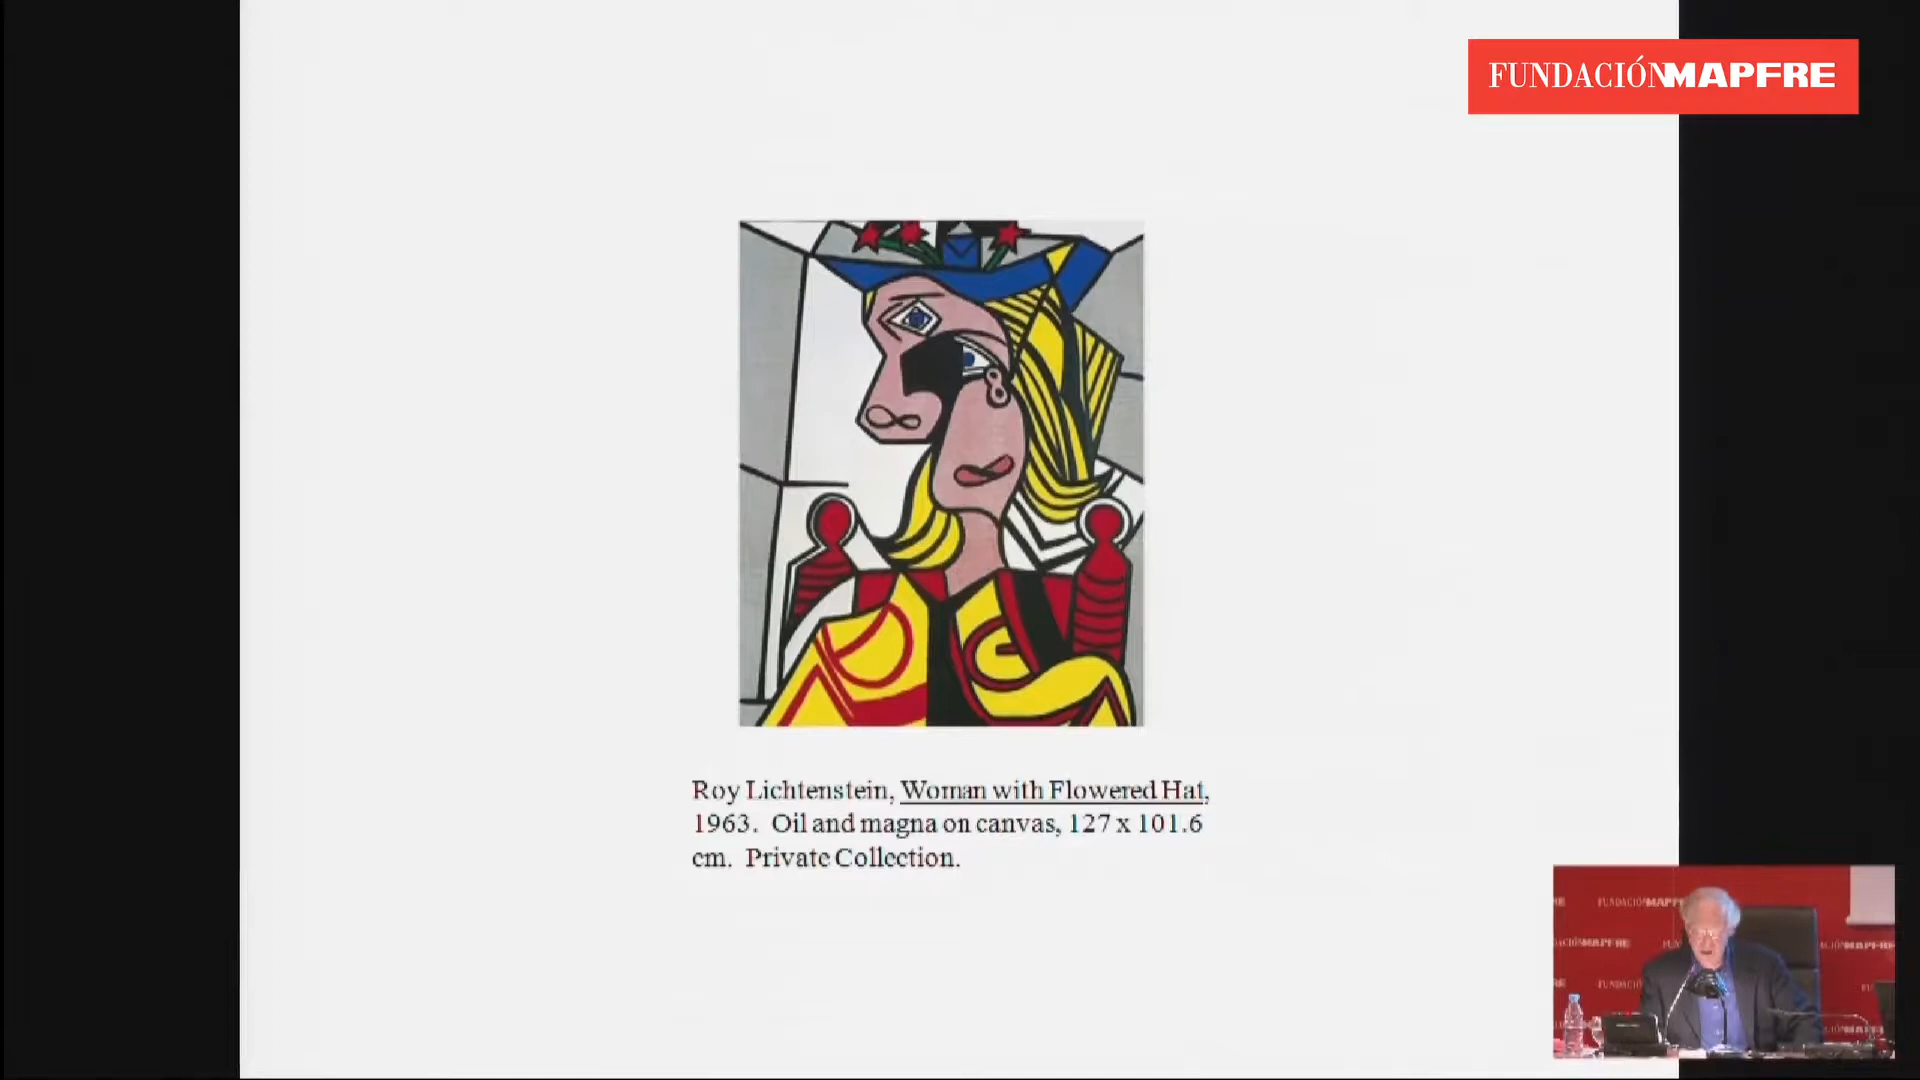 FUNDACIÓNMAPFRE
Roy Lichtenstein, Woman with Flowered Hat,
1963. Oil and magna on canvas, 127 x 101.6
cm. Private Collection.
FUNDACIÓNMAPFRE